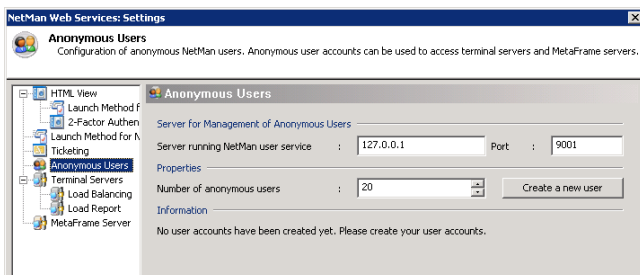 NetMan Web Services: Settings
Anonymous Users
Configuration of anonymous NetMan users. Anonymous user accounts can be used to access terminal servers and MetaFrame servers.
HTML View
Launch Method f
2-Factor Authen
Launch Method for N
Ticketing
Anonymous Users
Terminal Servers
Load Balancing
Load Report
MetaFrame Server
Anonymous Users
Server for Management of Anonymous Users
Server running NetMan user service : 127.0.0.1 Port : 9001
Properties
Number of anonymous users : 20 Create a new user
Information
No user accounts have been created yet. Please create your user accounts.